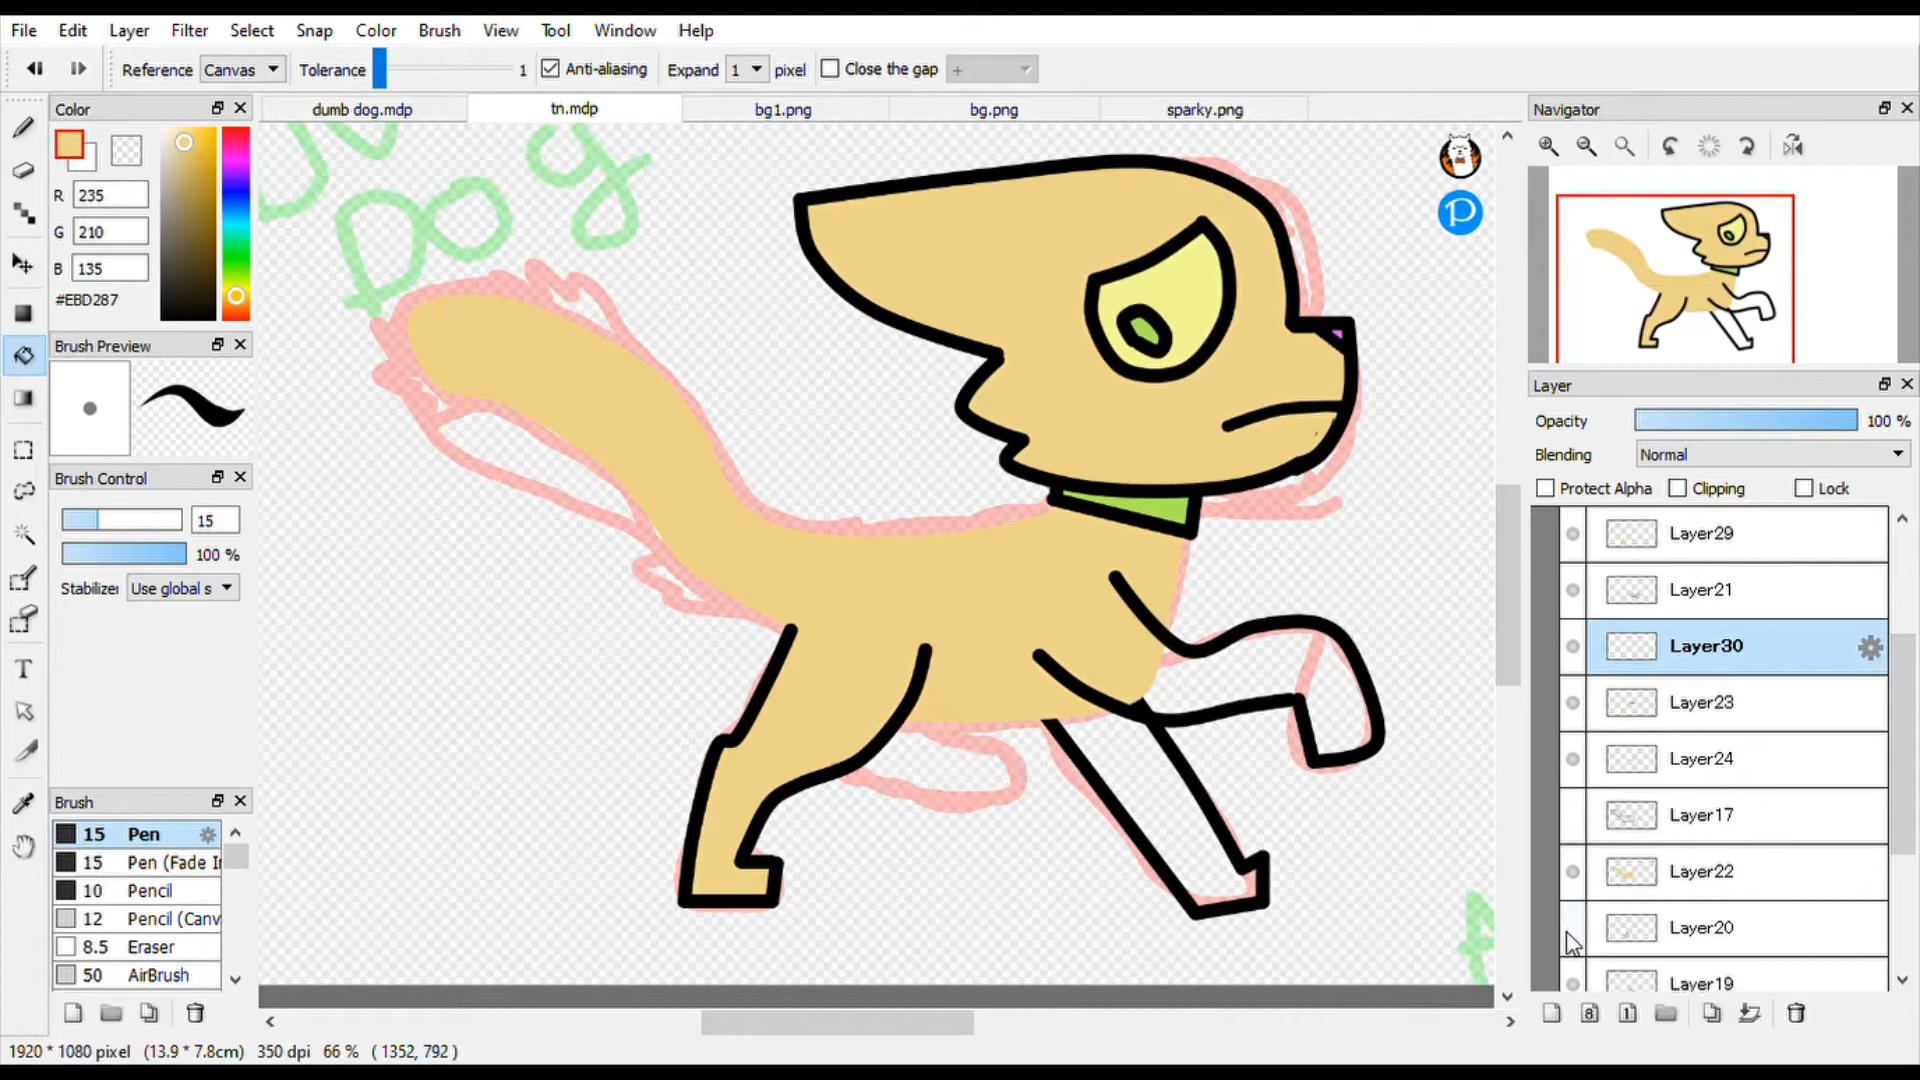 File Edit Layer Filter Select Snap Color Brush View Tool Window Help
Reference Canvas Tolerance 1 Anti-aliasing Expand 1 pixel Close the gap +
Color
dumb dog.mdp tn.mdp bg1.png bg.png sparky.png
Navigator
R 235
G 210
B 135
#EBD287
Brush Preview
Brush Control
15
100 %
Stabilizer Use global s
Brush
15 Pen
15 Pen (Fade In
10 Pencil
12 Pencil (Canv
8.5 Eraser
50 AirBrush
Dog
P
Layer
Opacity 100 %
Blending Normal
Protect Alpha Clipping Lock
Layer29
Layer21
Layer30
Layer23
Layer24
Layer17
Layer22
Layer20
Layer19
8 1
T
1920 * 1080 pixel (13.9 * 7.8cm) 350 dpi 66 % ( 1352, 792 )